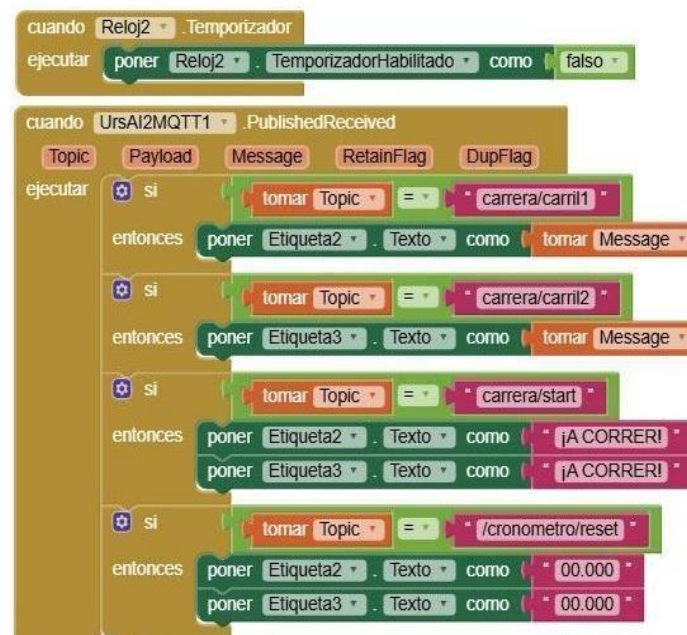 cuando Reloj2 .Temporizador
ejecutar poner Reloj2 . TemporizadorHabilitado como falso
cuando UrsAI2MQTT1 .PublishedReceived
Topic Payload Message RetainFlag DupFlag
ejecutar si tomar Topic = " carrera/carril1 "
entonces poner Etiqueta2 . Texto como tomar Message
si tomar Topic = " carrera/carril2 "
entonces poner Etiqueta3 . Texto como tomar Message
si tomar Topic = " carrera/start "
entonces poner Etiqueta2 . Texto como " ¡A CORRER! "
poner Etiqueta3 . Texto como " ¡A CORRER! "
si tomar Topic = " /cronometro/reset "
entonces poner Etiqueta2 . Texto como " 00.000 "
poner Etiqueta3 . Texto como " 00.000 "